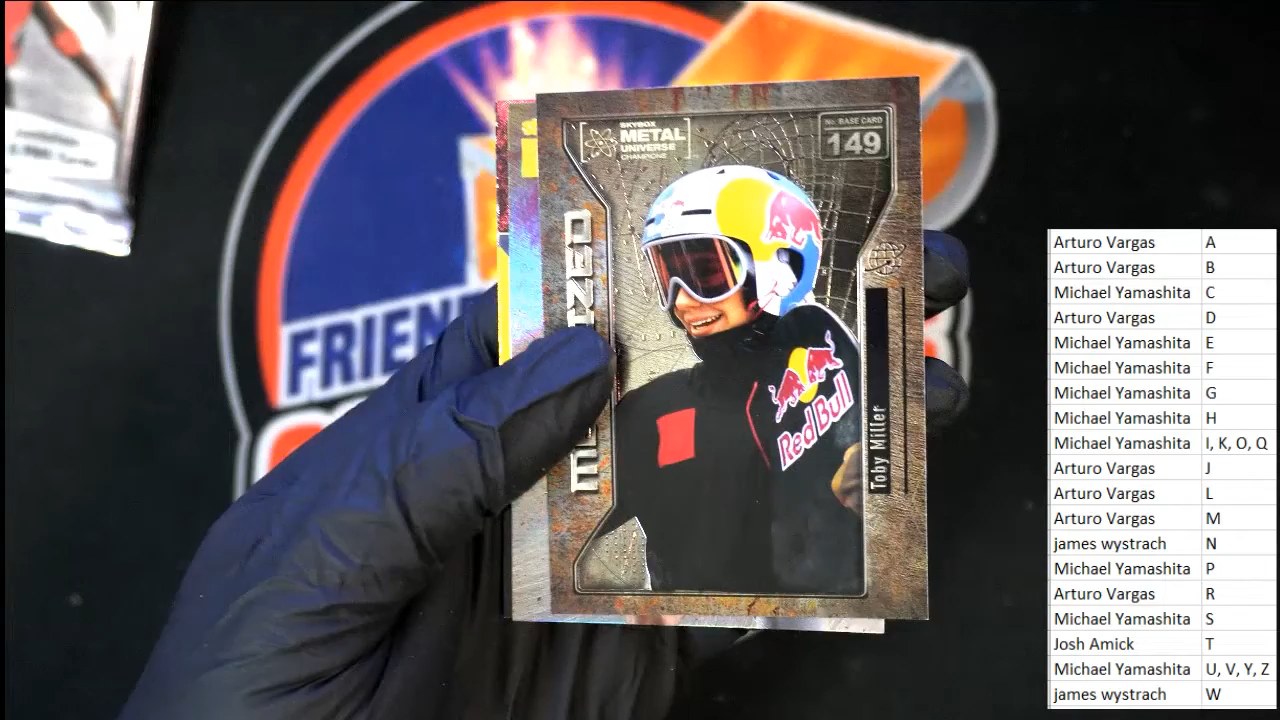 SKYBOX
METAL
UNIVERSE
CHAMPIONS
No. BASE CARD
149
Toby Miller
Red Bull
FRIEN
Arturo Vargas A
Arturo Vargas B
Michael Yamashita C
Arturo Vargas D
Michael Yamashita E
Michael Yamashita F
Michael Yamashita G
Michael Yamashita H
Michael Yamashita I, K, O, Q
Arturo Vargas J
Arturo Vargas L
Arturo Vargas M
james wystrach N
Michael Yamashita P
Arturo Vargas R
Michael Yamashita S
Josh Amick T
Michael Yamashita U, V, Y, Z
james wystrach W